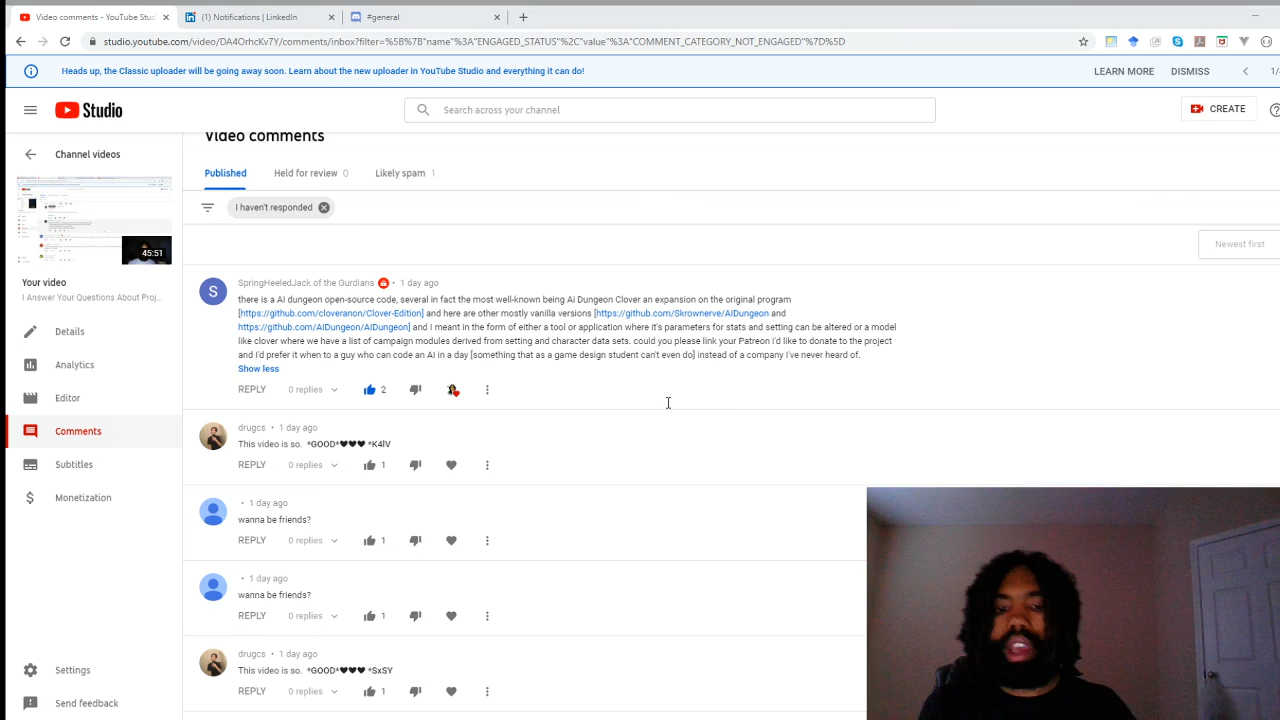 Video comments - YouTube Stud
(1) Notifications | LinkedIn
#general
studio.youtube.com/video/DA4OrhcKv7Y/comments/inbox?filter=%5B%7B"name"%3A"ENGAGED_STATUS"%2C"value"%3A"COMMENT_CATEGORY_NOT_ENGAGED"%7D%5D
Heads up, the Classic uploader will be going away soon. Learn about the new uploader in YouTube Studio and everything it can do!
LEARN MORE
DISMISS
1/
Studio
Search across your channel
CREATE
Channel videos
45:51
Your video
I Answer Your Questions About Proj...
Details
Analytics
Editor
Comments
Subtitles
Monetization
Settings
Send feedback
Video comments
Published
Held for review 0
Likely spam 1
I haven't responded
Newest first
S
SpringHeeledJack of the Gurdians • 1 day ago
there is a AI dungeon open-source code, several in fact the most well-known being Ai Dungeon Clover an expansion on the original program
[https://github.com/cloveranon/Clover-Edition] and here are other mostly vanilla versions [https://github.com/Skrownerve/AIDungeon and
https://github.com/AIDungeon/AIDungeon] and I meant in the form of either a tool or application where it's parameters for stats and setting can be altered or a model
like clover where we have a list of campaign modules derived from setting and character data sets. could you please link your Patreon I'd like to donate to the project
and I'd prefer it when to a guy who can code an AI in a day [something that as a game design student can't even do] instead of a company I've never heard of.
Show less
REPLY 0 replies 2
drugcs • 1 day ago
This video is so. *GOOD*♥♥♥ *K4lV
REPLY 0 replies 1
• 1 day ago
wanna be friends?
REPLY 0 replies 1
• 1 day ago
wanna be friends?
REPLY 0 replies 1
drugcs • 1 day ago
This video is so. *GOOD*♥♥♥ *SxSY
REPLY 0 replies 1